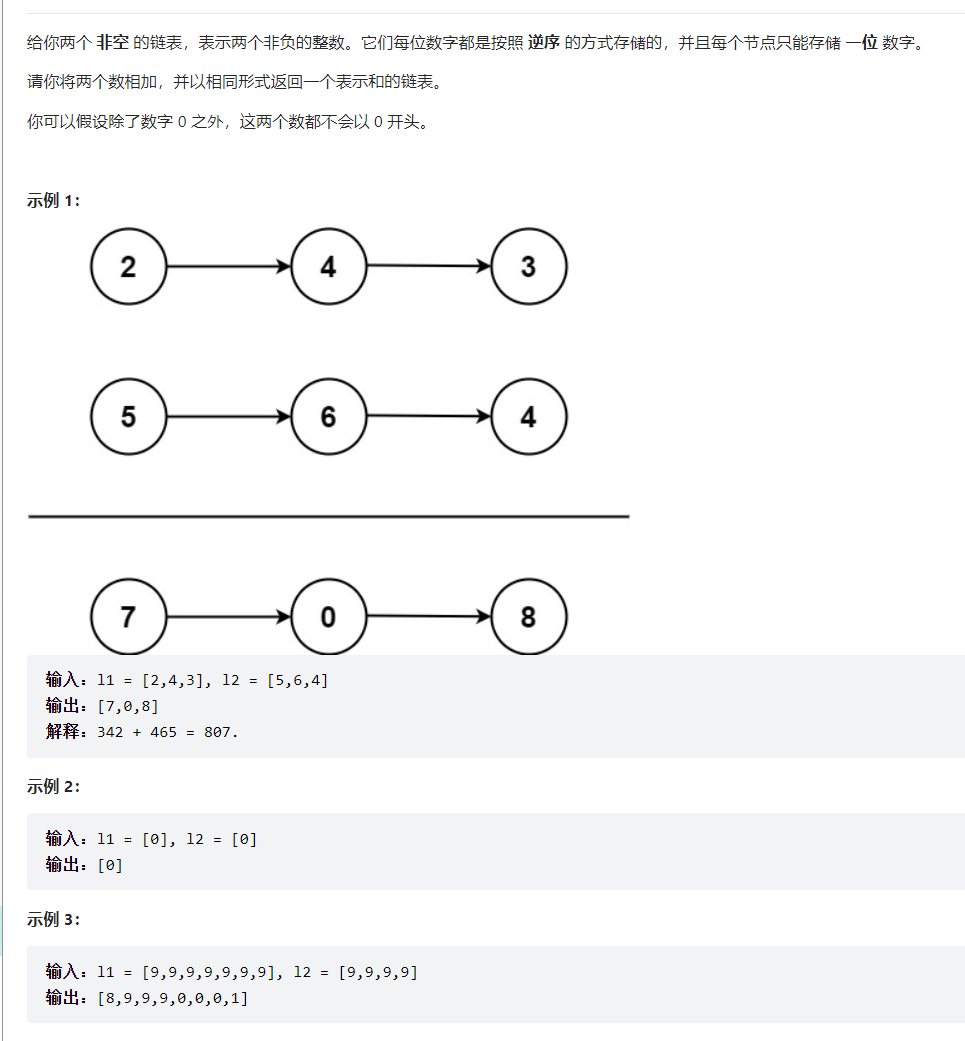 给你两个 非空 的链表，表示两个非负的整数。它们每位数字都是按照 逆序 的方式存储的，并且每个节点只能存储 一位 数字。
请你将两个数相加，并以相同形式返回一个表示和的链表。
你可以假设除了数字 0 之外，这两个数都不会以 0 开头。
示例 1：
2 4 3
5 6 4
7 0 8
输入：l1 = [2,4,3], l2 = [5,6,4]
输出：[7,0,8]
解释：342 + 465 = 807.
示例 2：
输入：l1 = [0], l2 = [0]
输出：[0]
示例 3：
输入：l1 = [9,9,9,9,9,9,9], l2 = [9,9,9,9]
输出：[8,9,9,9,0,0,0,1]